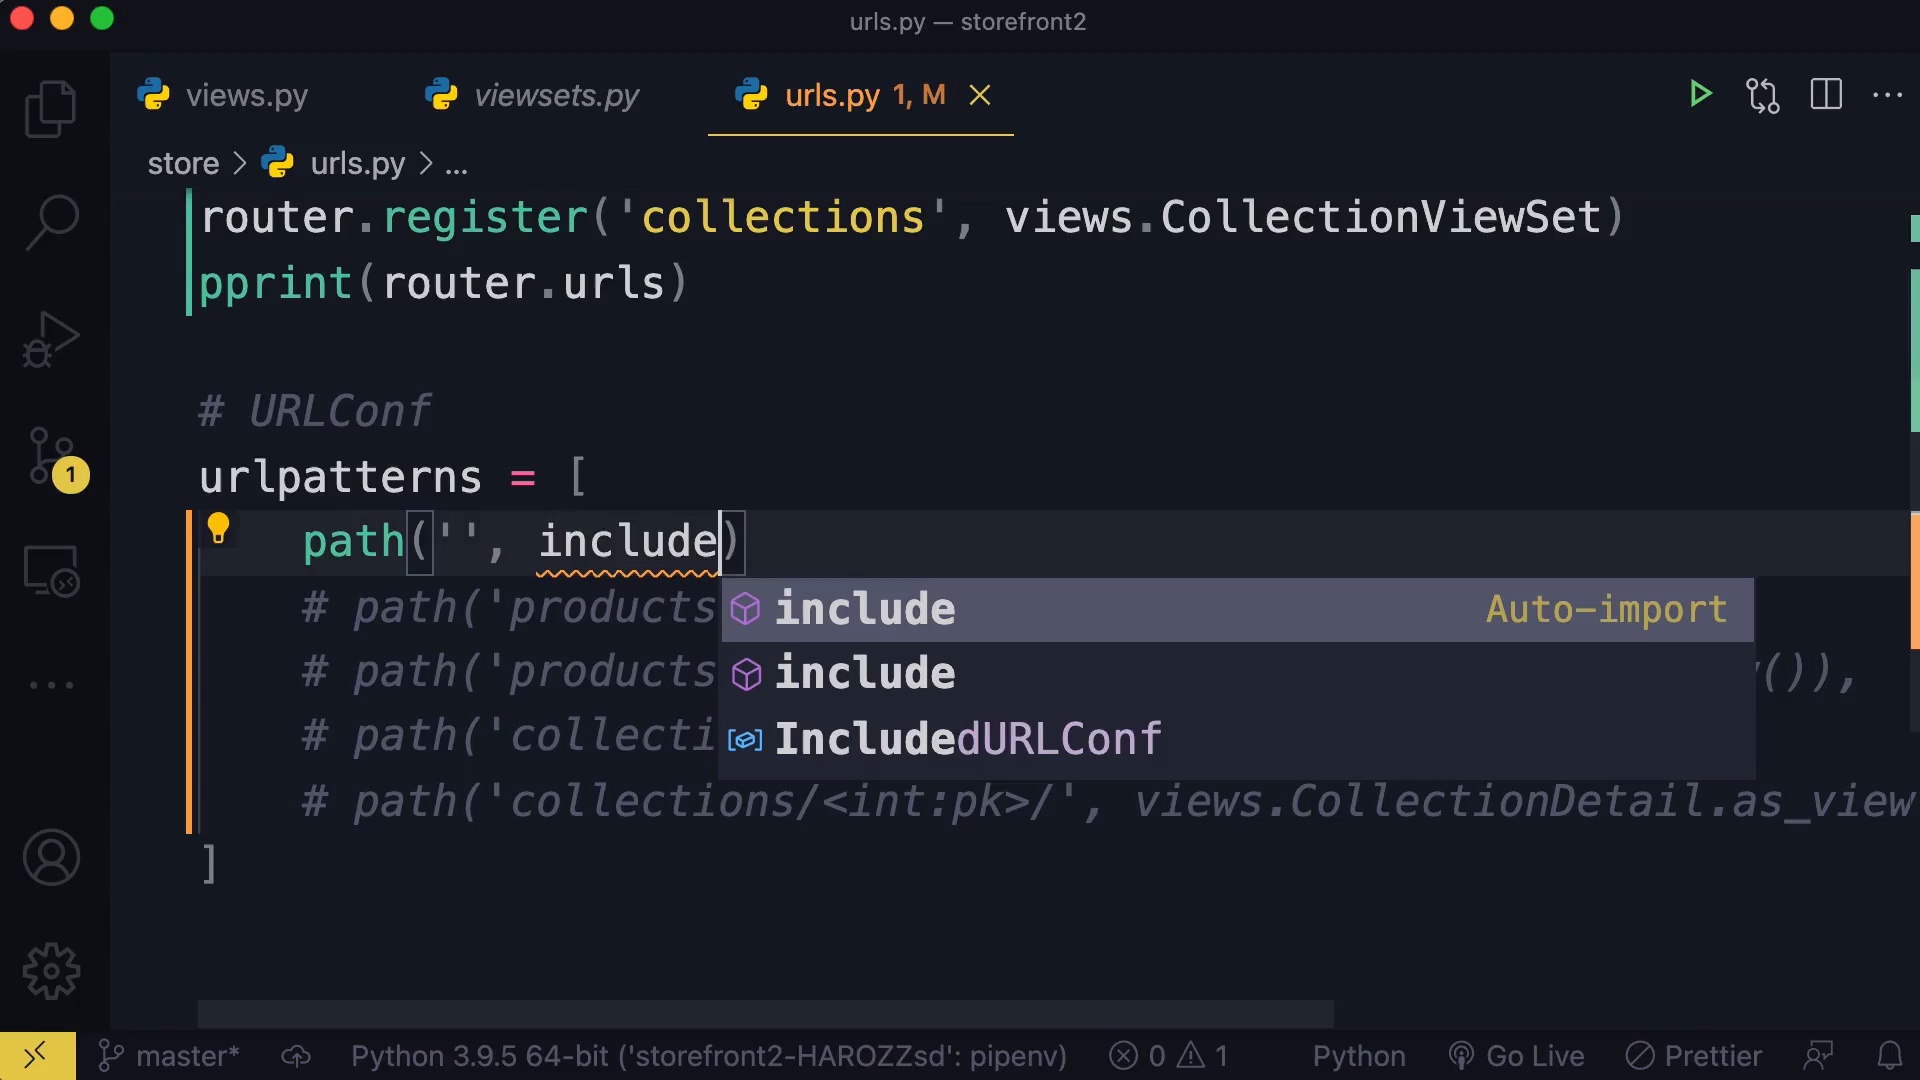 urls.py — storefront2
views.py viewsets.py urls.py 1, M
store > urls.py > ...
router.register('collections', views.CollectionViewSet)
pprint(router.urls)
# URLConf
urlpatterns = [
path('', include)
include Auto-import
# path('products
include
# path('products ()),
IncludedURLConf
# path('collecti
# path('collections/<int:pk>/', views.CollectionDetail.as_view
]
1
master* Python 3.9.5 64-bit ('storefront2-HAROZZsd': pipenv) 0 1 Python Go Live Prettier